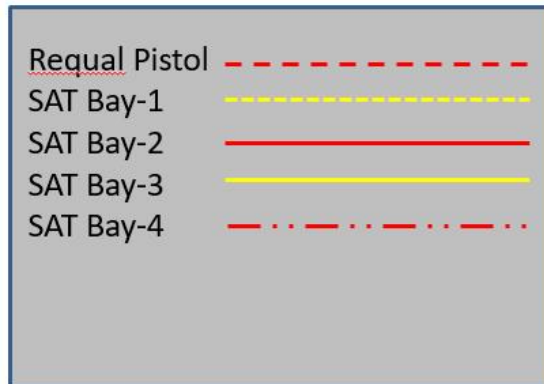 Requal Pistol
SAT Bay-1
SAT Bay-2
SAT Bay-3
SAT Bay-4